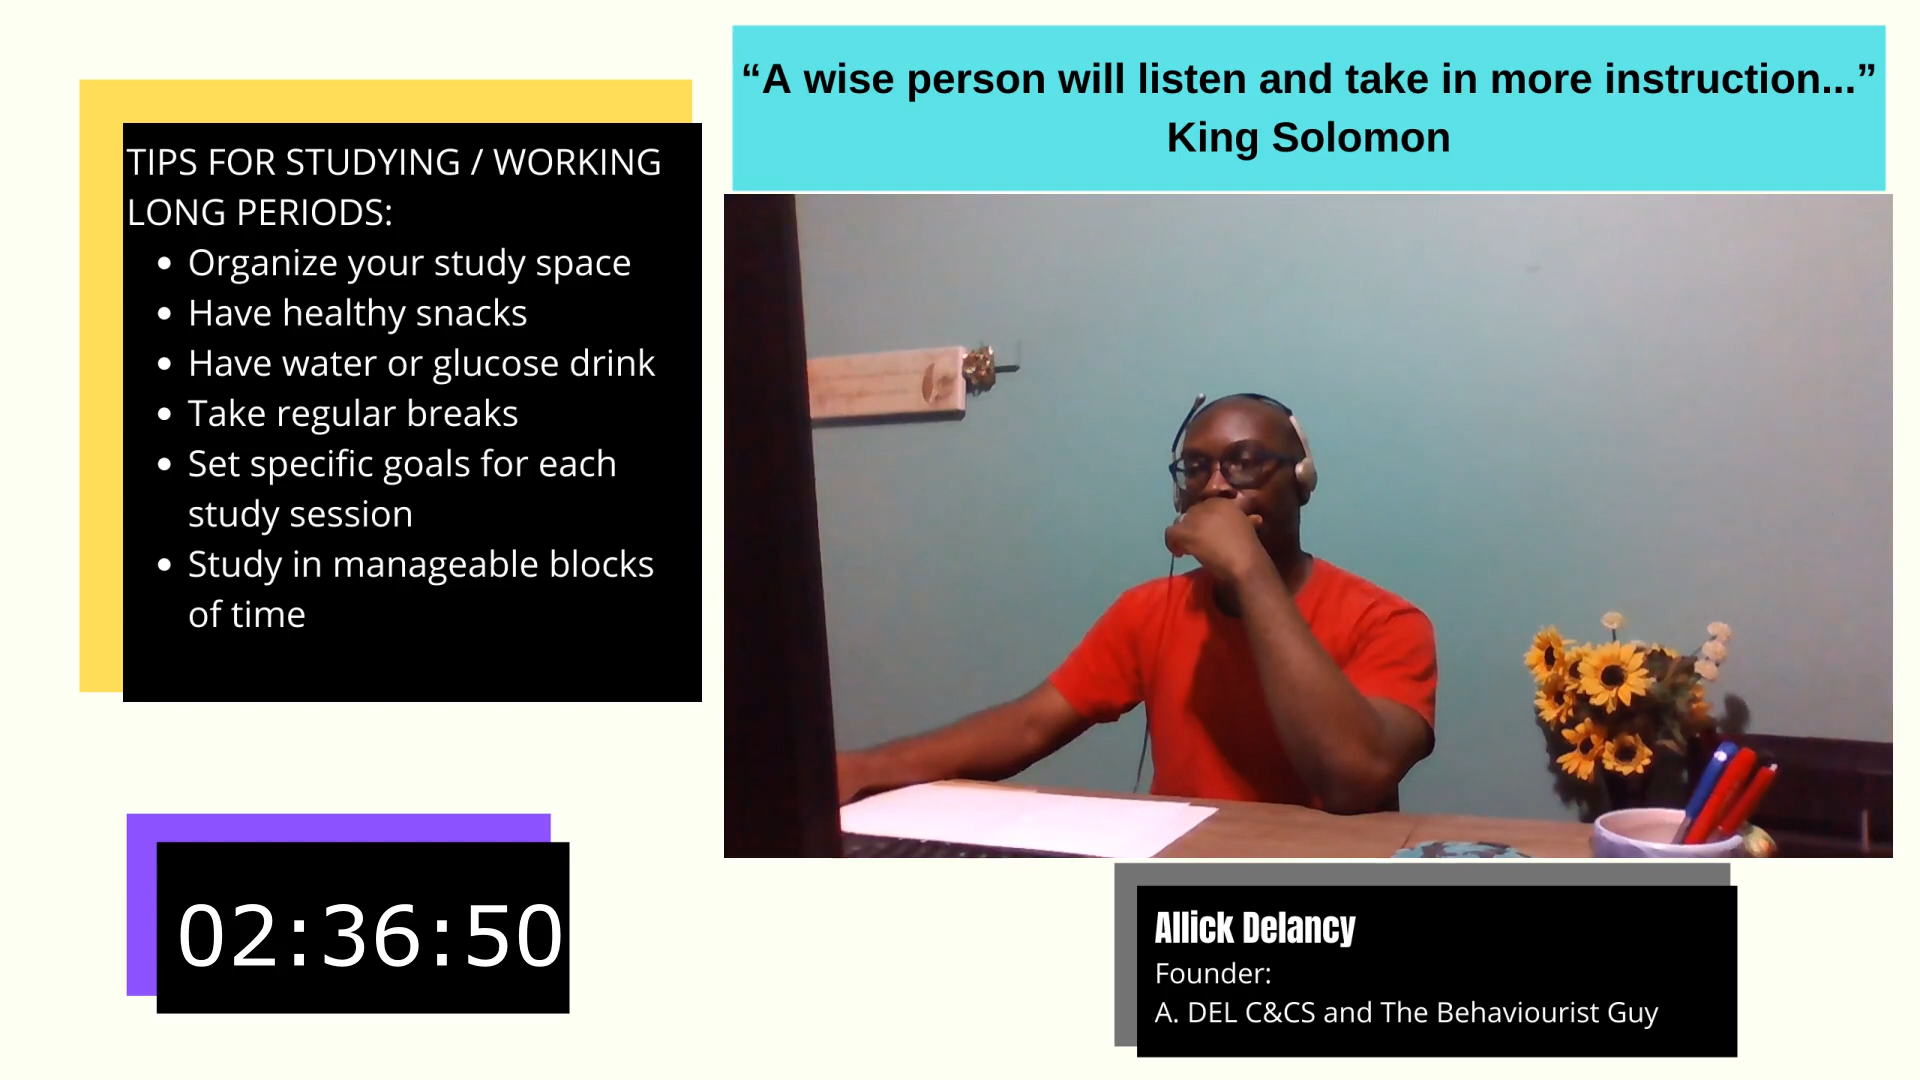 “A wise person will listen and take in more instruction...”
King Solomon
TIPS FOR STUDYING / WORKING
LONG PERIODS:
• Organize your study space
• Have healthy snacks
• Have water or glucose drink
• Take regular breaks
• Set specific goals for each
study session
• Study in manageable blocks
of time
02:36:50
Allick Delancy
Founder:
A. DEL C&CS and The Behaviourist Guy